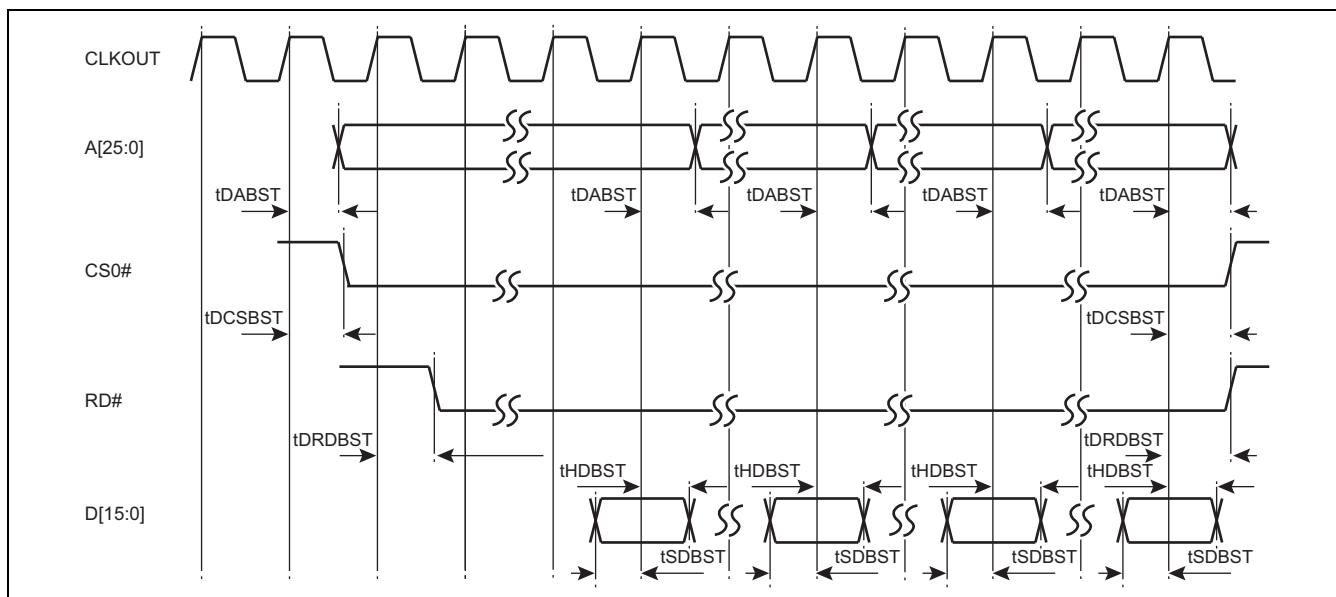 CLKOUT
A[25:0]
tDABST tDABST tDABST tDABST tDABST
CS0#
tDCSBST tDCSBST
RD#
tDRDBST tDRDBST
tHDBST tHDBST tHDBST tHDBST
D[15:0]
tSDBST tSDBST tSDBST tSDBST